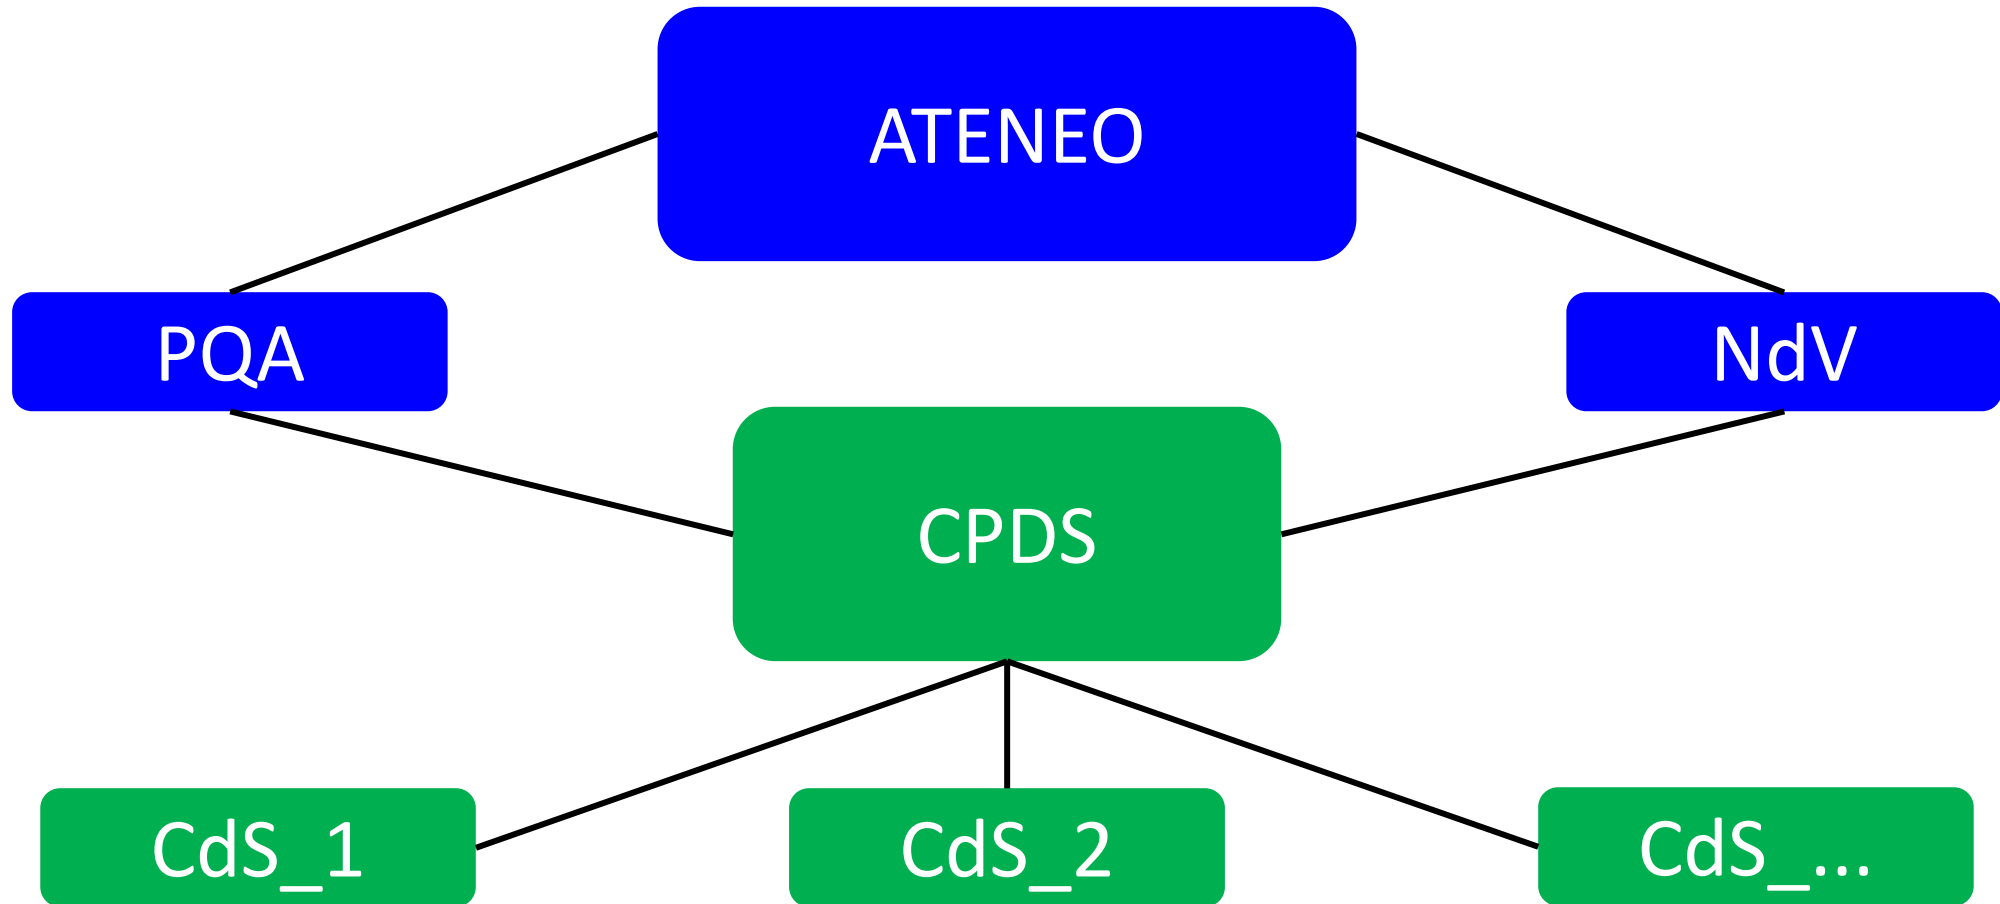 ATENEO
PQA
NdV
CPDS
CdS_1
CdS_2
CdS_...